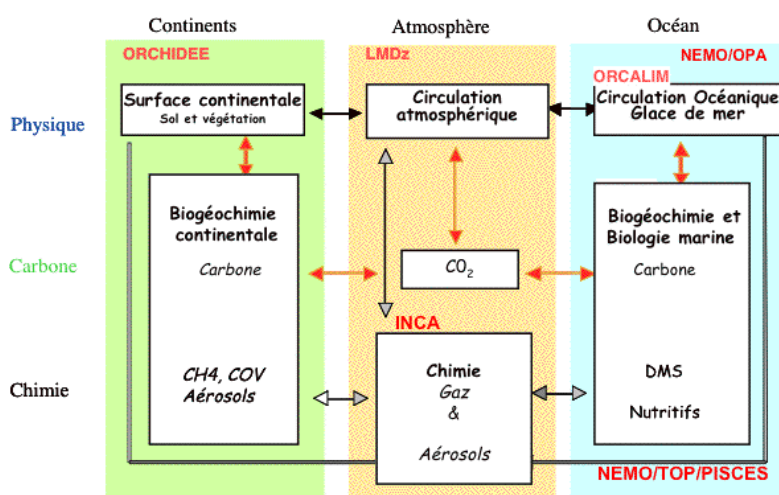 Continents
Atmosphère
Océan
ORCHIDEE
LMDz
NEMO/OPA
ORCALIM
Physique
Surface continentale
Sol et végétation
Circulation
atmosphérique
Circulation Océanique
Glace de mer
Biogéochimie
continentale
Biogéochimie et
Biologie marine
Carbone
Carbone
CO₂
Carbone
INCA
Chimie
CH4, COV
Aérosols
Chimie
Gaz
&
Aérosols
DMS
Nutritifs
NEMO/TOP/PISCES